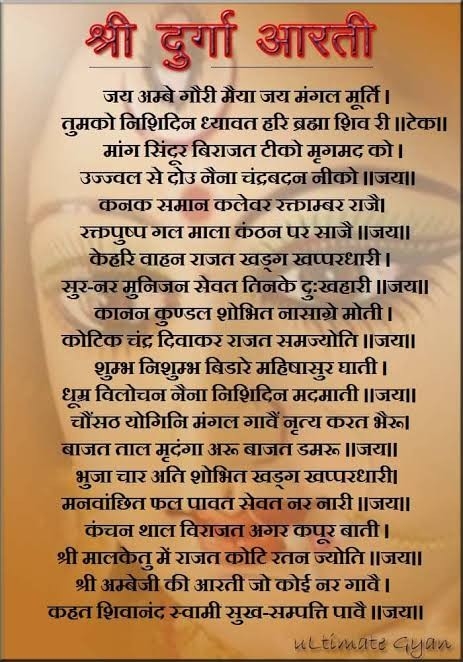 श्री दुर्गा आरती
जय अम्बे गौरी मैया जय मंगल मूर्ति ।
तुमको निशिदिन ध्यावत हरि ब्रह्मा शिव री ॥टेक॥
मांग सिंदूर बिराजत टीको मृगमद को ।
उज्ज्वल से दोउ नैना चंद्रबदन नीको ॥जय॥
कनक समान कलेवर रक्ताम्बर राजै।
रक्तपुष्प गल माला कंठन पर साजै ॥जय॥
केहरि वाहन राजत खड्ग खप्परधारी ।
सुर-नर मुनिजन सेवत तिनके दुःखहारी ॥जय॥
कानन कुण्डल शोभित नासाग्रे मोती ।
कोटिक चंद्र दिवाकर राजत समज्योति ॥जय॥
शुम्भ निशुम्भ बिडारे महिषासुर घाती ।
धूम्र विलोचन नैना निशिदिन मदमाती ॥जय॥
चौंसठ योगिनि मंगल गावैं नृत्य करत भैरू।
बाजत ताल मृदंगा अरू बाजत डमरू ॥जय॥
भुजा चार अति शोभित खड्ग खप्परधारी।
मनवांछित फल पावत सेवत नर नारी ॥जय॥
कंचन थाल विराजत अगर कपूर बाती ।
श्री मालकेतु में राजत कोटि रतन ज्योति ॥जय॥
श्री अम्बेजी की आरती जो कोई नर गावै ।
कहत शिवानंद स्वामी सुख-सम्पत्ति पावै ॥जय॥
uLtimate Gyan